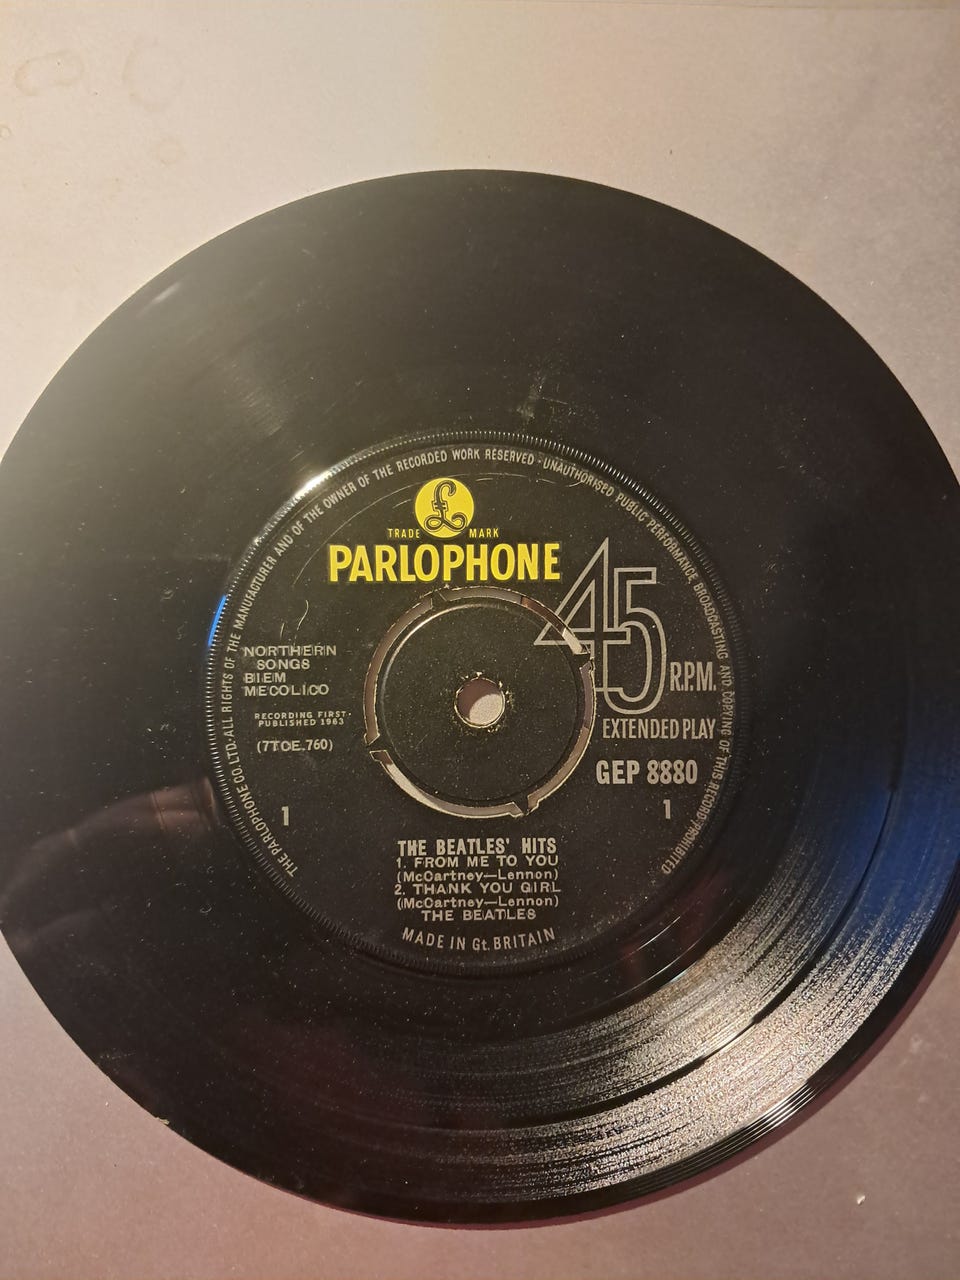 THE PARLOPHONE CO. LTD. ALL RIGHTS OF THE MANUFACTURER AND OF THE OWNER OF THE RECORDED WORK RESERVED · UNAUTHORISED PUBLIC PERFORMANCE BROADCASTING AND COPYING OF THIS RECORD PROHIBITED
£
TRADE MARK
PARLOPHONE
45
R.P.M.
EXTENDED PLAY
GEP 8880
1
NORTHERN
SONGS
BIEM
MECOLICO
RECORDING FIRST
PUBLISHED 1963
(7TCE.760)
1
THE BEATLES' HITS
1. FROM ME TO YOU
(McCartney—Lennon)
2. THANK YOU GIRL
(McCartney—Lennon)
THE BEATLES
MADE IN Gt. BRITAIN